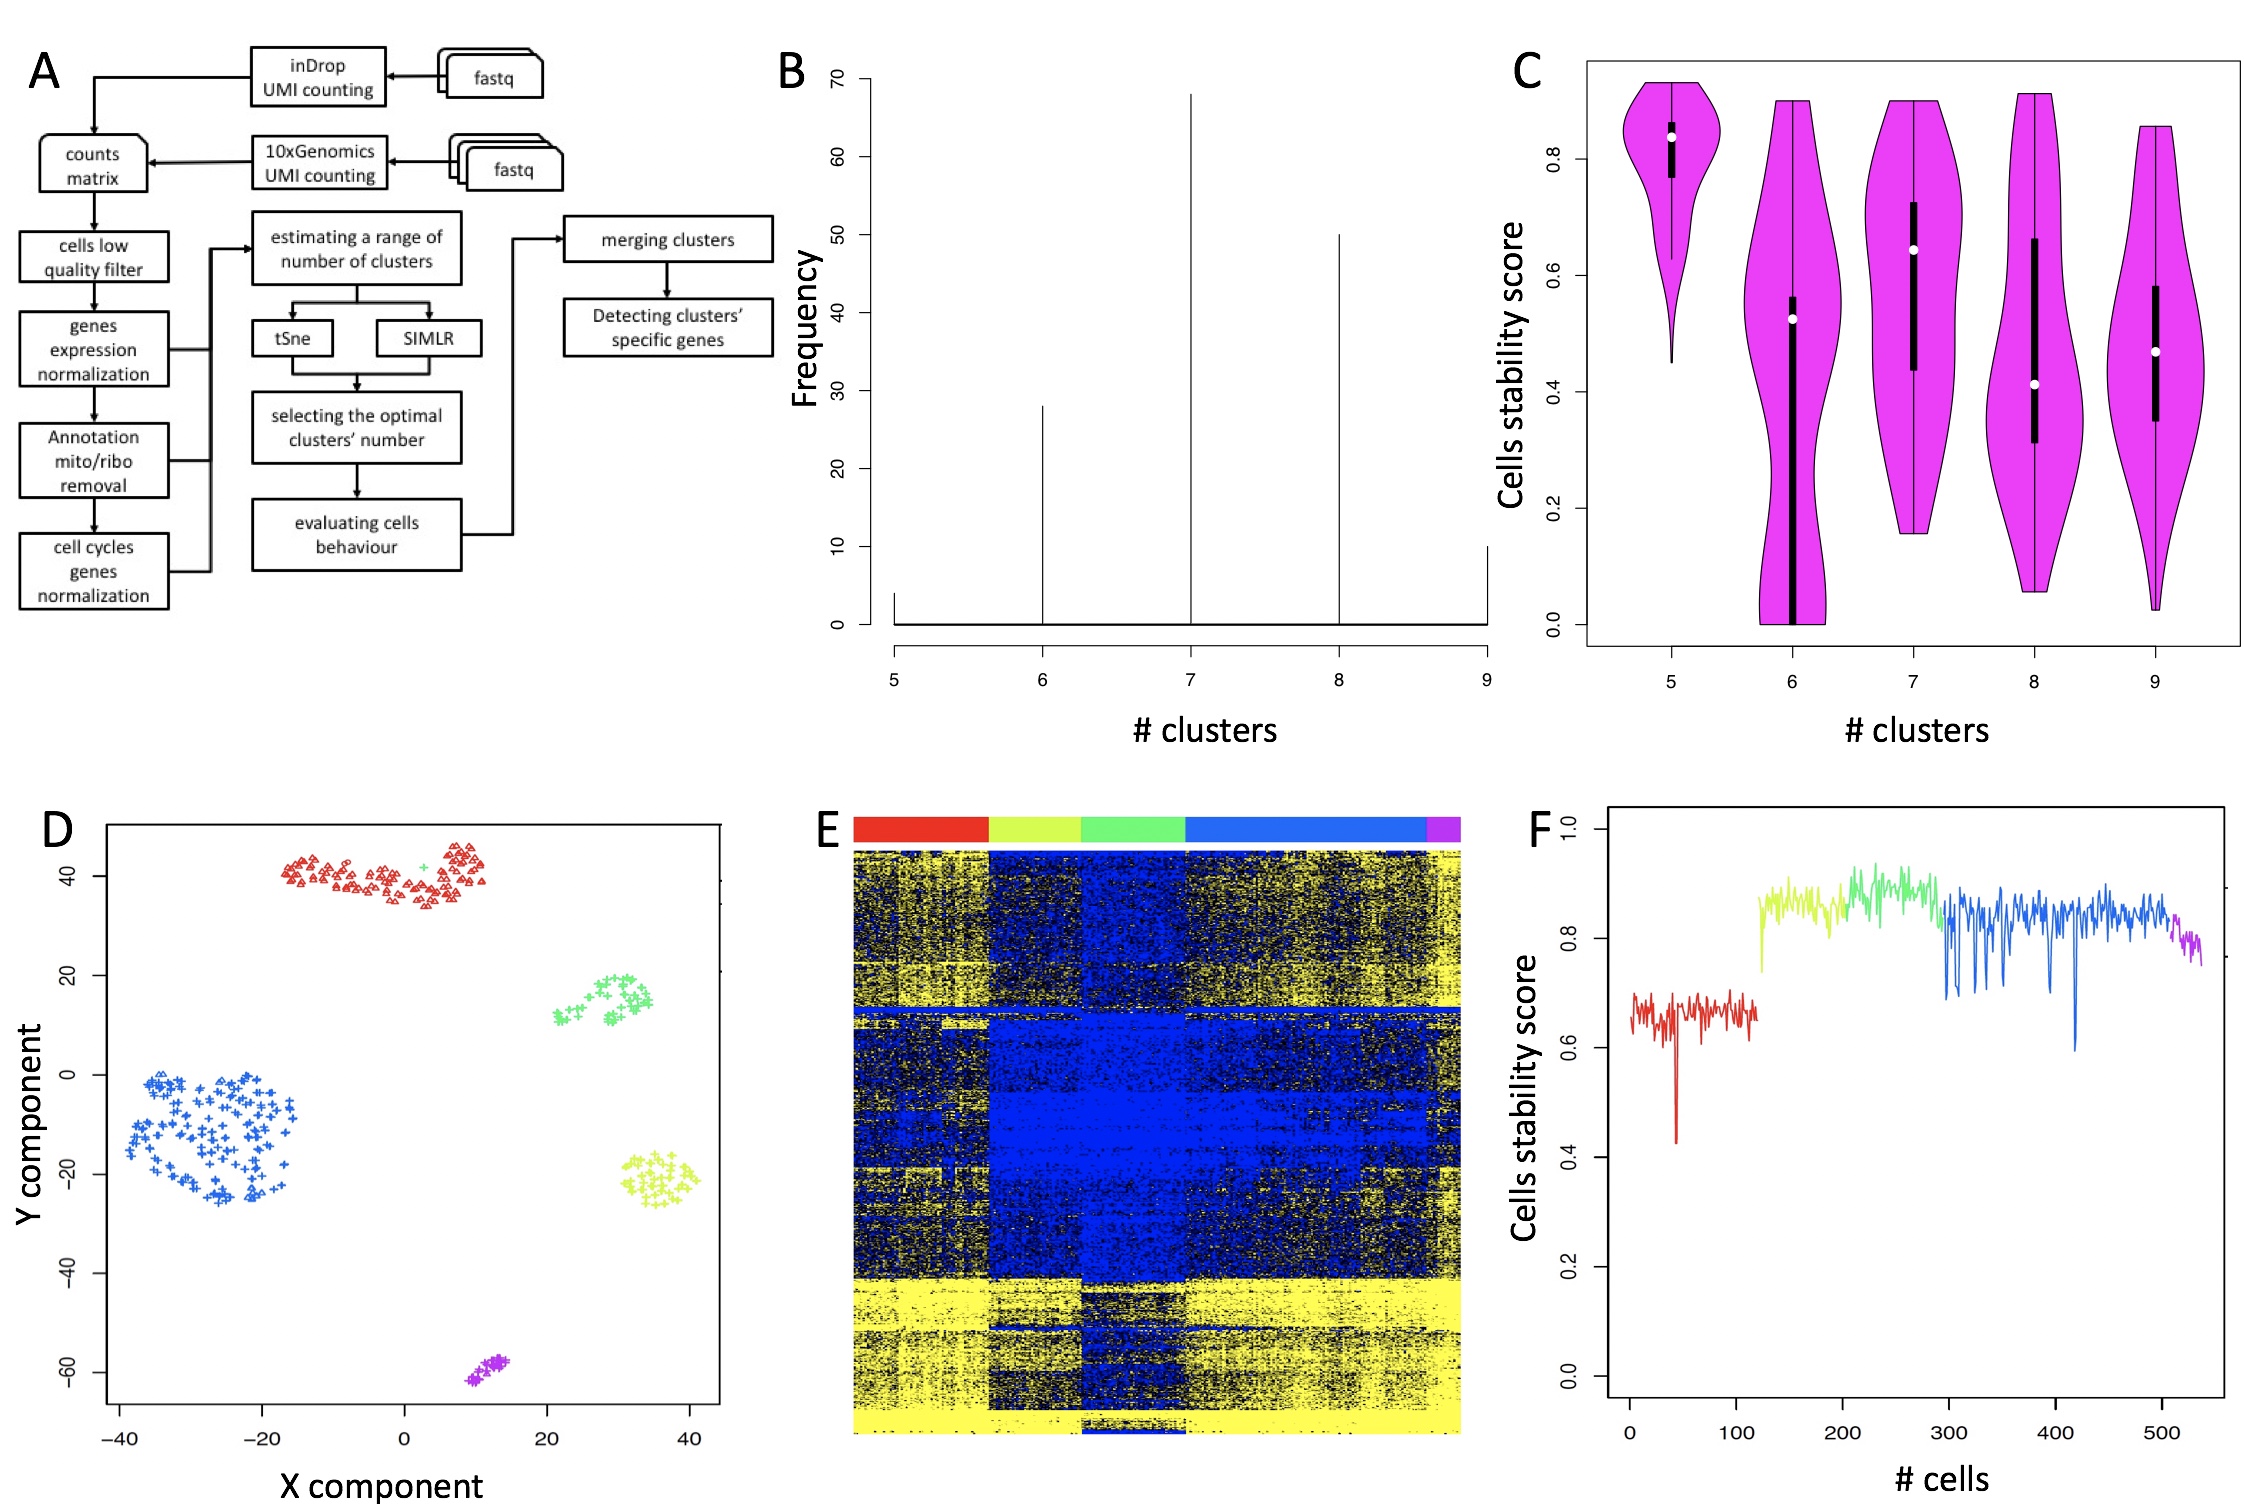 A
inDrop
UMI counting
fastq
counts
matrix
10xGenomics
UMI counting
fastq
cells low
quality filter
genes
expression
normalization
Annotation
mito/ribo
removal
cell cycles
genes
normalization
estimating a range of
number of clusters
tSne
SIMLR
selecting the optimal
clusters' number
evaluating cells
behaviour
merging clusters
Detecting clusters'
specific genes
B
Frequency
70
60
50
40
30
20
10
0
5 6 7 8 9
# clusters
C
Cells stability score
0.8
0.6
0.4
0.2
0.0
5 6 7 8 9
# clusters
D
Y component
40
20
0
−20
−40
−60
−40 −20 0 20 40
X component
E
F
Cells stability score
1.0
0.8
0.6
0.4
0.2
0.0
0 100 200 300 400 500
# cells